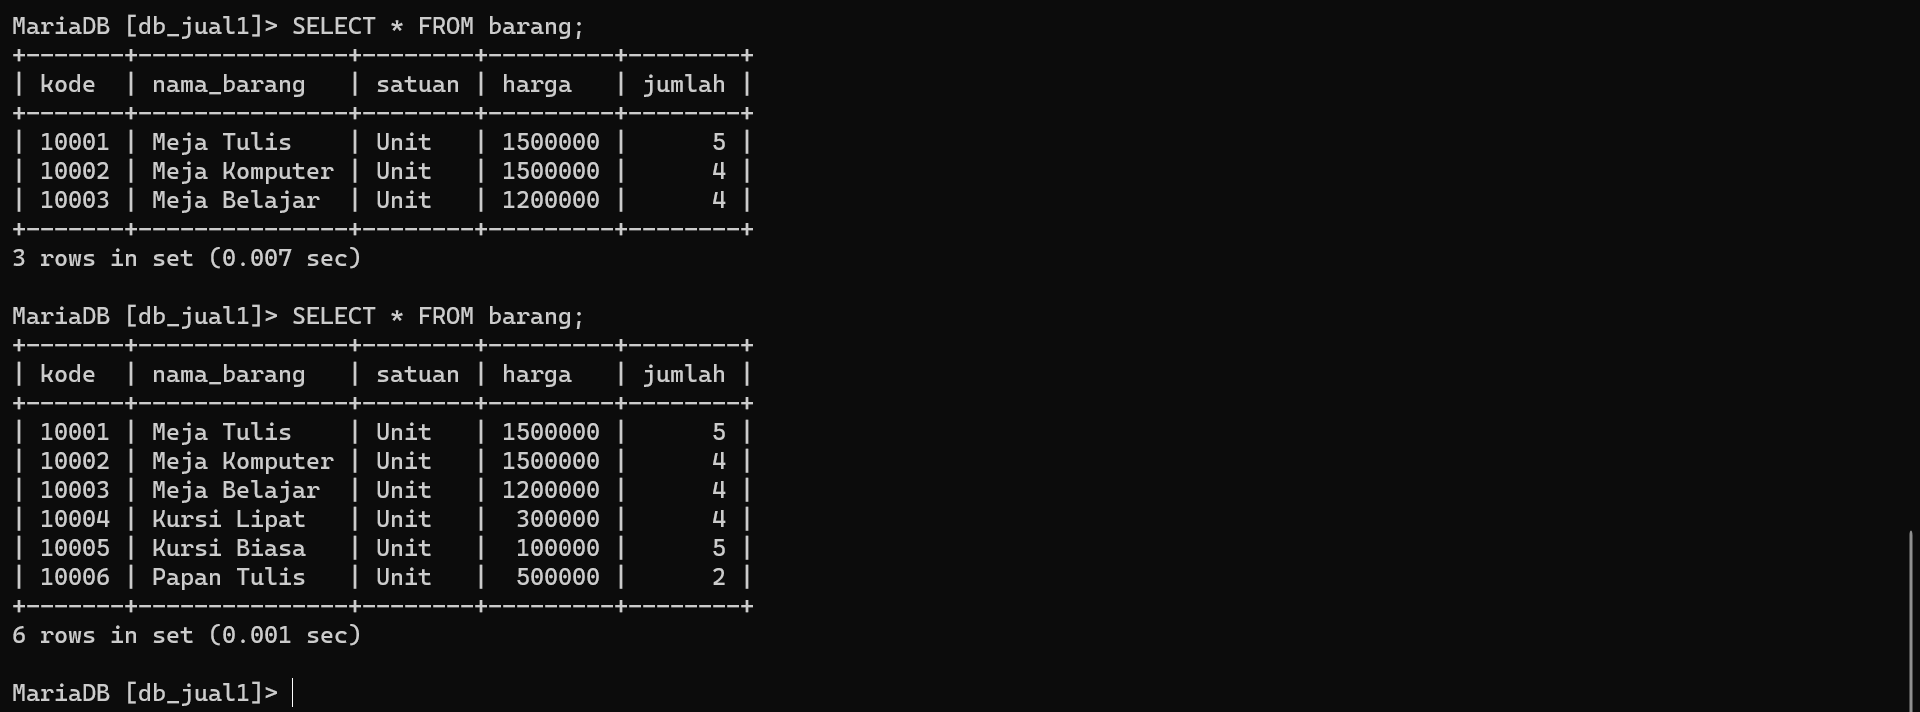 MariaDB [db_jual1]> SELECT * FROM barang;
+-------+---------------+--------+---------+--------+
| kode  | nama_barang   | satuan | harga   | jumlah |
+-------+---------------+--------+---------+--------+
| 10001 | Meja Tulis    | Unit   | 1500000 |      5 |
| 10002 | Meja Komputer | Unit   | 1500000 |      4 |
| 10003 | Meja Belajar  | Unit   | 1200000 |      4 |
+-------+---------------+--------+---------+--------+
3 rows in set (0.007 sec)

MariaDB [db_jual1]> SELECT * FROM barang;
+-------+---------------+--------+---------+--------+
| kode  | nama_barang   | satuan | harga   | jumlah |
+-------+---------------+--------+---------+--------+
| 10001 | Meja Tulis    | Unit   | 1500000 |      5 |
| 10002 | Meja Komputer | Unit   | 1500000 |      4 |
| 10003 | Meja Belajar  | Unit   | 1200000 |      4 |
| 10004 | Kursi Lipat   | Unit   |  300000 |      4 |
| 10005 | Kursi Biasa   | Unit   |  100000 |      5 |
| 10006 | Papan Tulis   | Unit   |  500000 |      2 |
+-------+---------------+--------+---------+--------+
6 rows in set (0.001 sec)

MariaDB [db_jual1]>